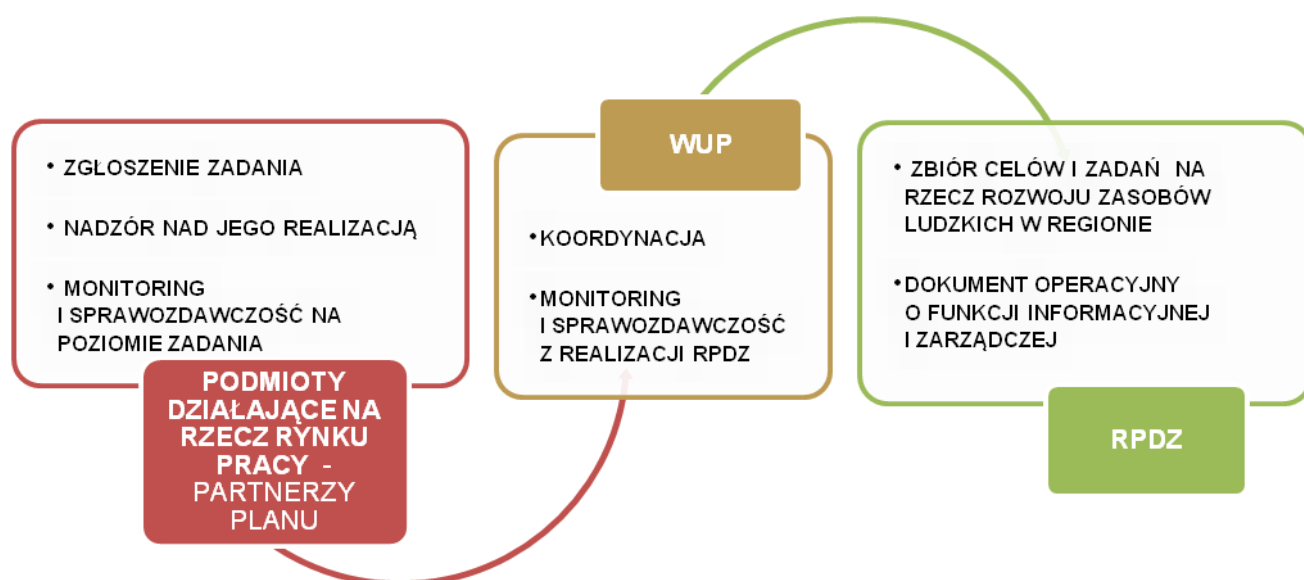 • ZGŁOSZENIE ZADANIA
• NADZÓR NAD JEGO REALIZACJĄ
• MONITORING
I SPRAWOZDAWCZOŚĆ NA
POZIOMIE ZADANIA
PODMIOTY
DZIAŁAJĄCE NA
RZECZ RYNKU
PRACY -
PARTNERZY
PLANU
WUP
• KOORDYNACJA
• MONITORING
I SPRAWOZDAWCZOŚĆ
Z REALIZACJI RPDZ
• ZBIÓR CELÓW I ZADAŃ NA
RZECZ ROZWOJU ZASOBÓW
LUDZKICH W REGIONIE
• DOKUMENT OPERACYJNY
O FUNKCJI INFORMACYJNEJ
I ZARZĄDCZEJ
RPDZ